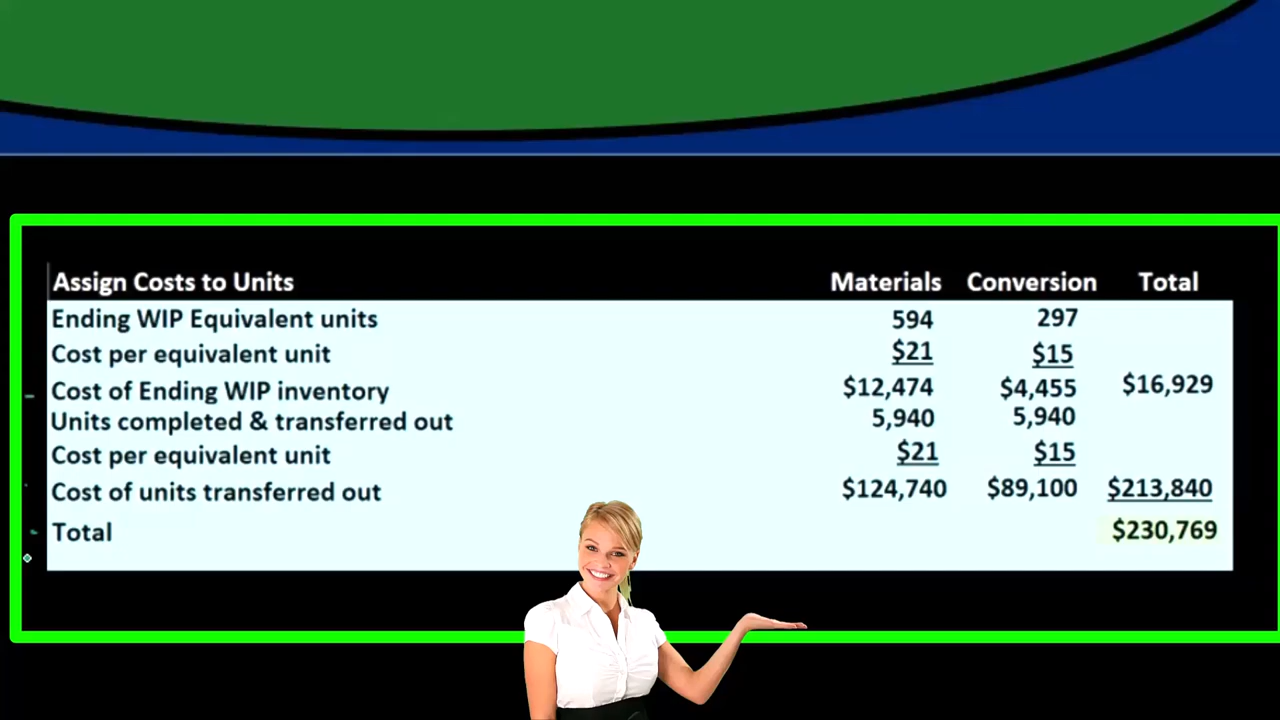 Assign Costs to Units Materials Conversion Total
Ending WIP Equivalent units 594 297
Cost per equivalent unit $21 $15
Cost of Ending WIP inventory $12,474 $4,455 $16,929
Units completed & transferred out 5,940 5,940
Cost per equivalent unit $21 $15
Cost of units transferred out $124,740 $89,100 $213,840
Total $230,769